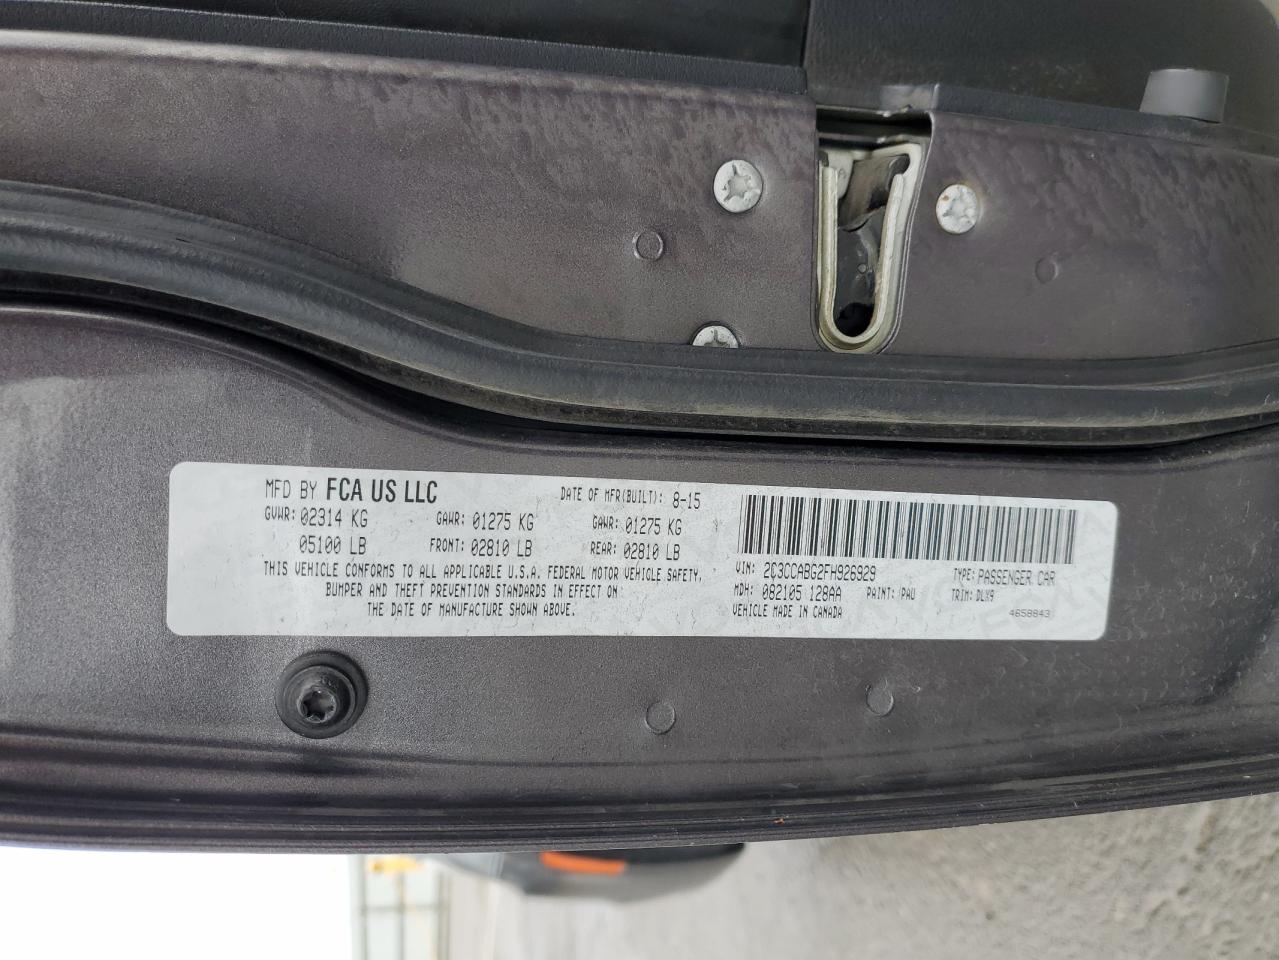 MFD BY FCA US LLC DATE OF MFR(BUILT): 8-15
GVWR: 02314 KG GAWR: 01275 KG GAWR: 01275 KG
05100 LB FRONT: 02810 LB REAR: 02810 LB
THIS VEHICLE CONFORMS TO ALL APPLICABLE U.S.A. FEDERAL MOTOR VEHICLE SAFETY,
BUMPER AND THEFT PREVENTION STANDARDS IN EFFECT ON
THE DATE OF MANUFACTURE SHOWN ABOVE.
VIN: 2C3CCABG2FH926929 TYPE: PASSENGER CAR
MDH: 082105 128AA PAINT: PAU TRIM: DLX9
VEHICLE MADE IN CANADA 4658843